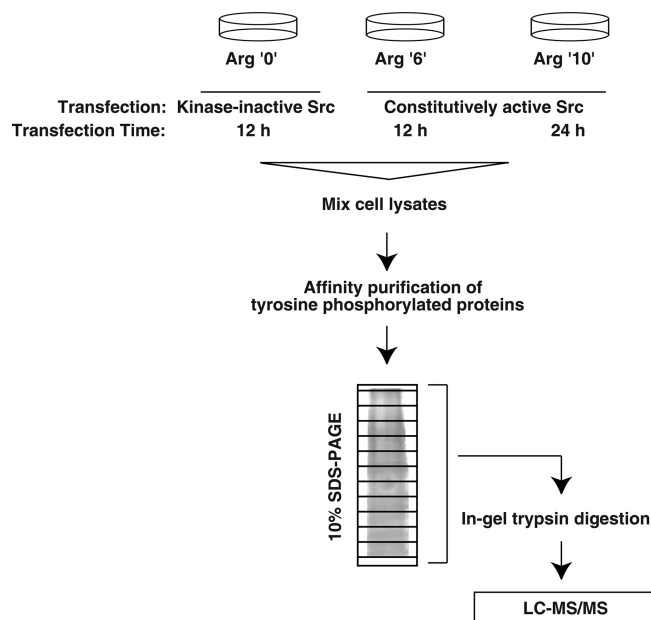 Arg '0' Arg '6' Arg '10'
Transfection: Kinase-inactive Src Constitutively active Src
Transfection Time: 12 h 12 h 24 h
Mix cell lysates
Affinity purification of
tyrosine phosphorylated proteins
10% SDS-PAGE
In-gel trypsin digestion
LC-MS/MS